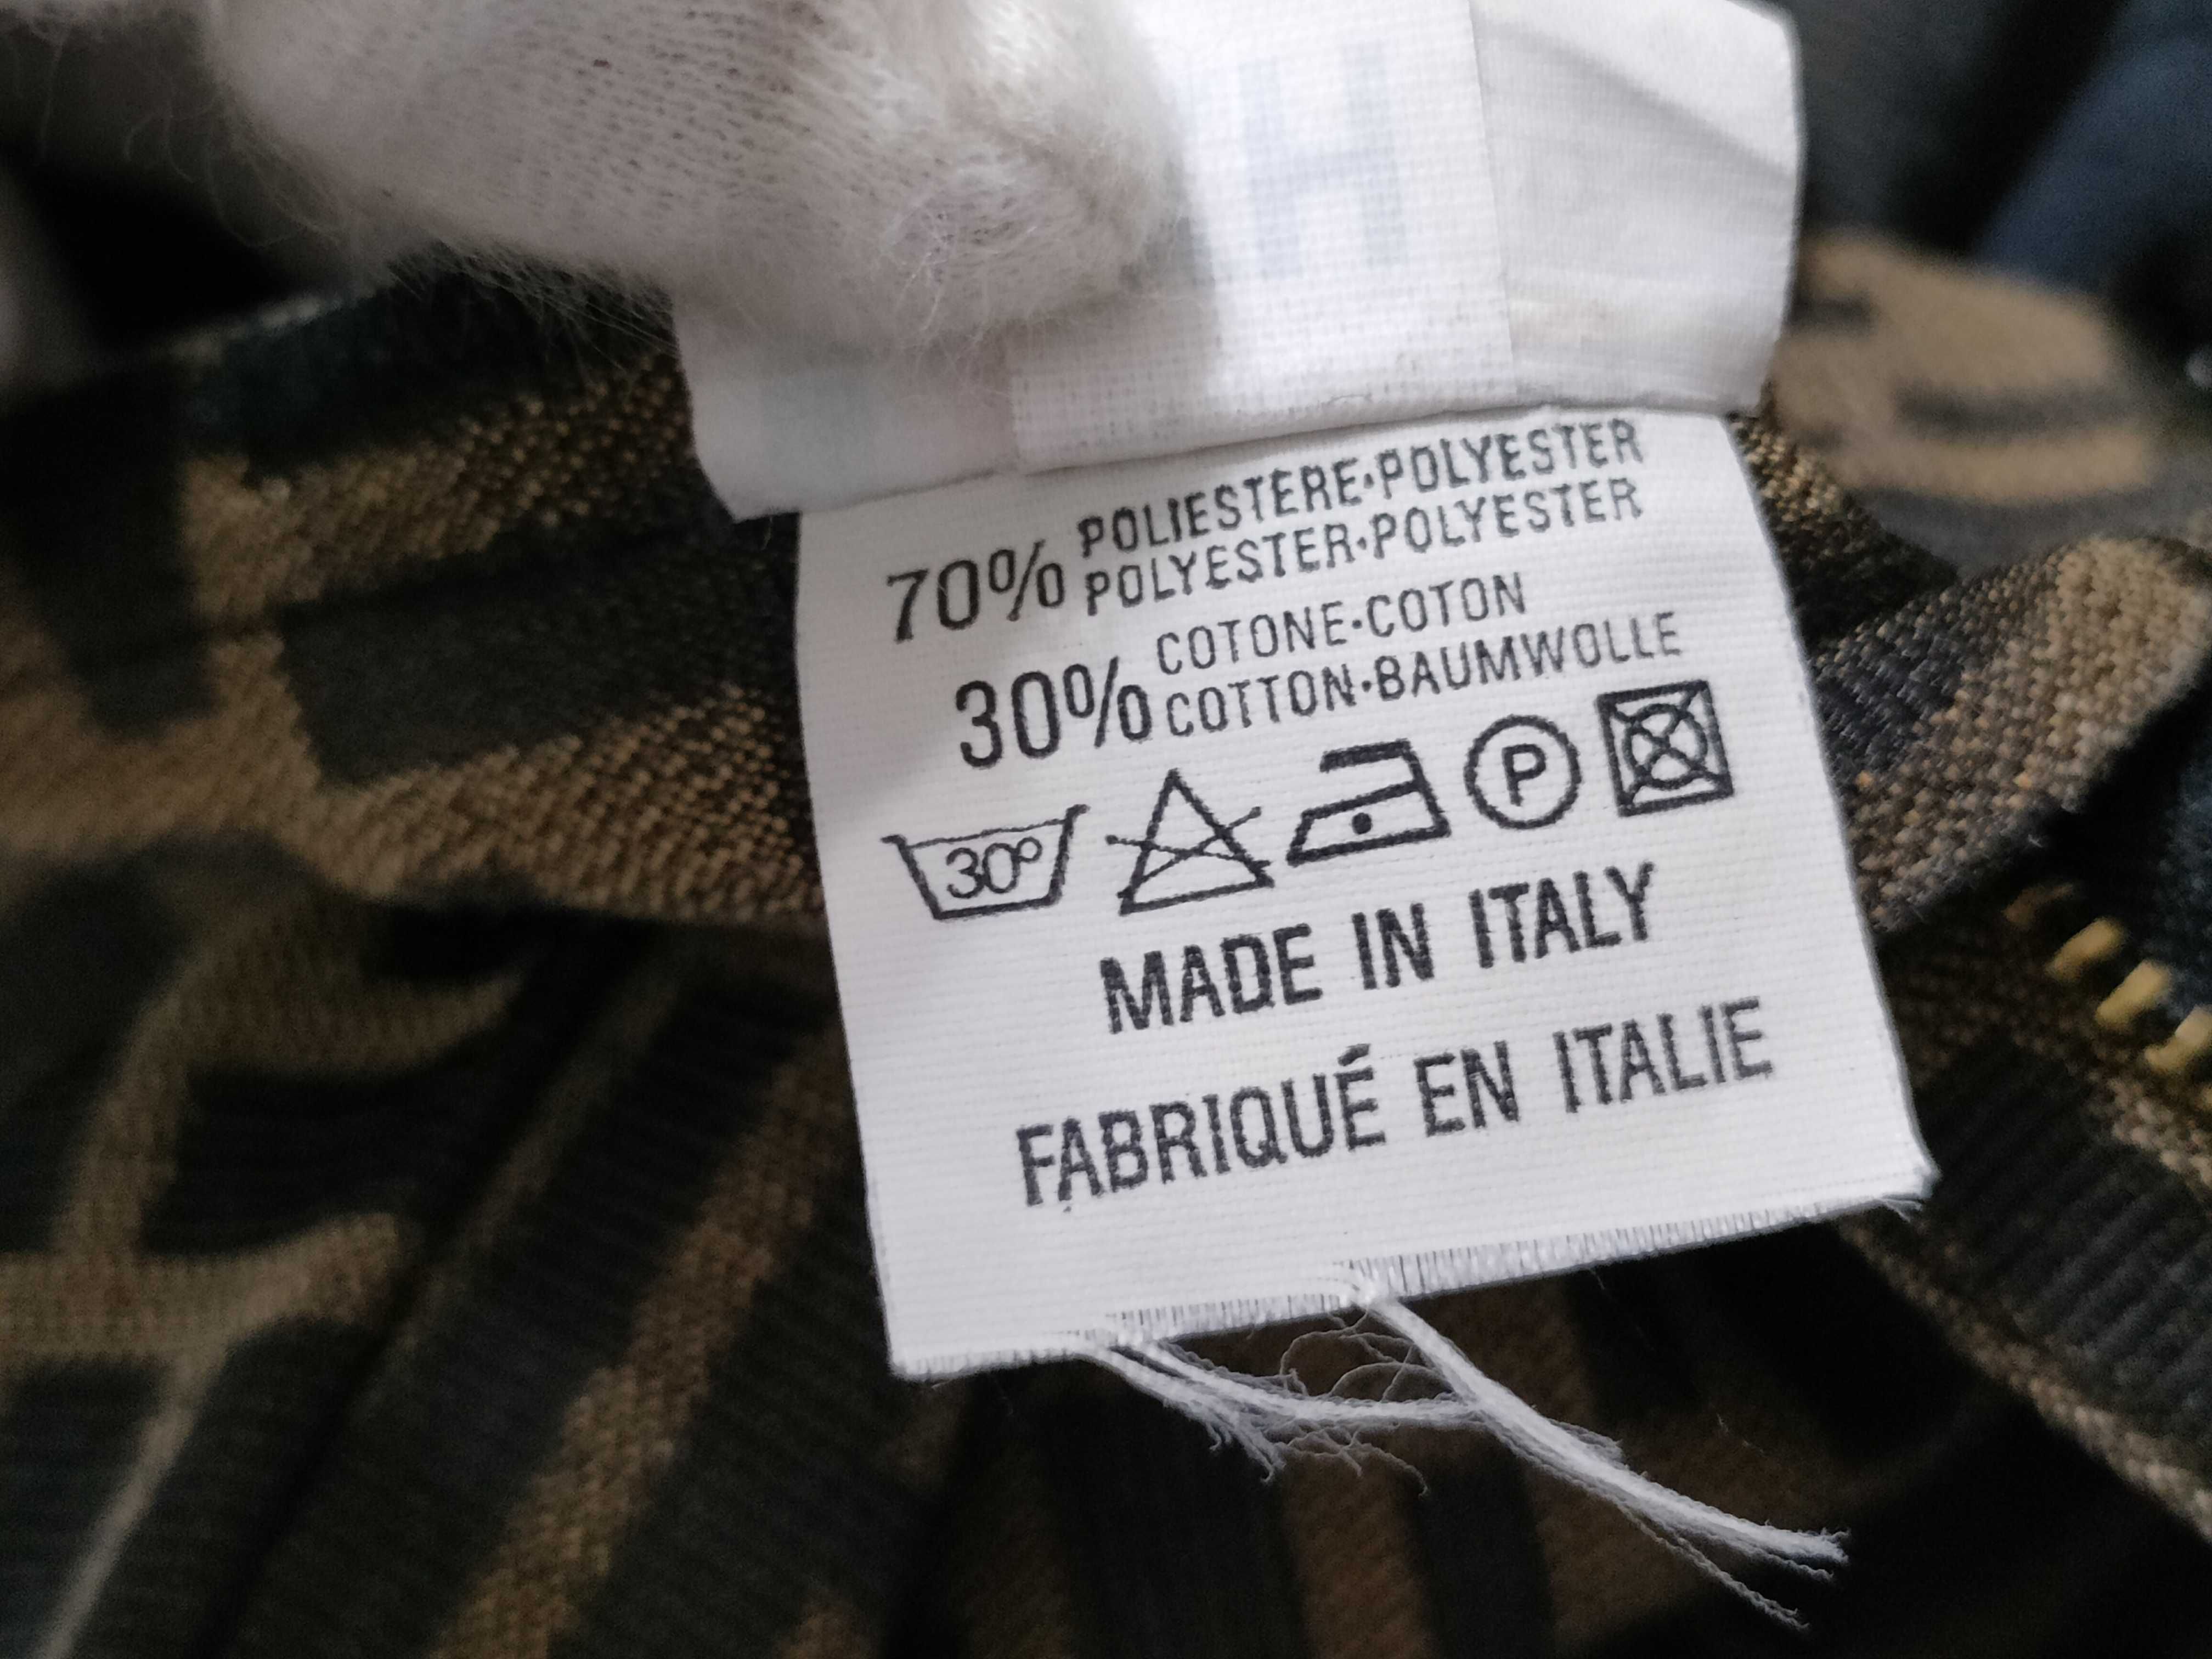 70% POLIESTERE·POLYESTER
POLYESTER·POLYESTER
30% COTONE·COTON
COTTON·BAUMWOLLE
30° P
MADE IN ITALY
FABRIQUÉ EN ITALIE